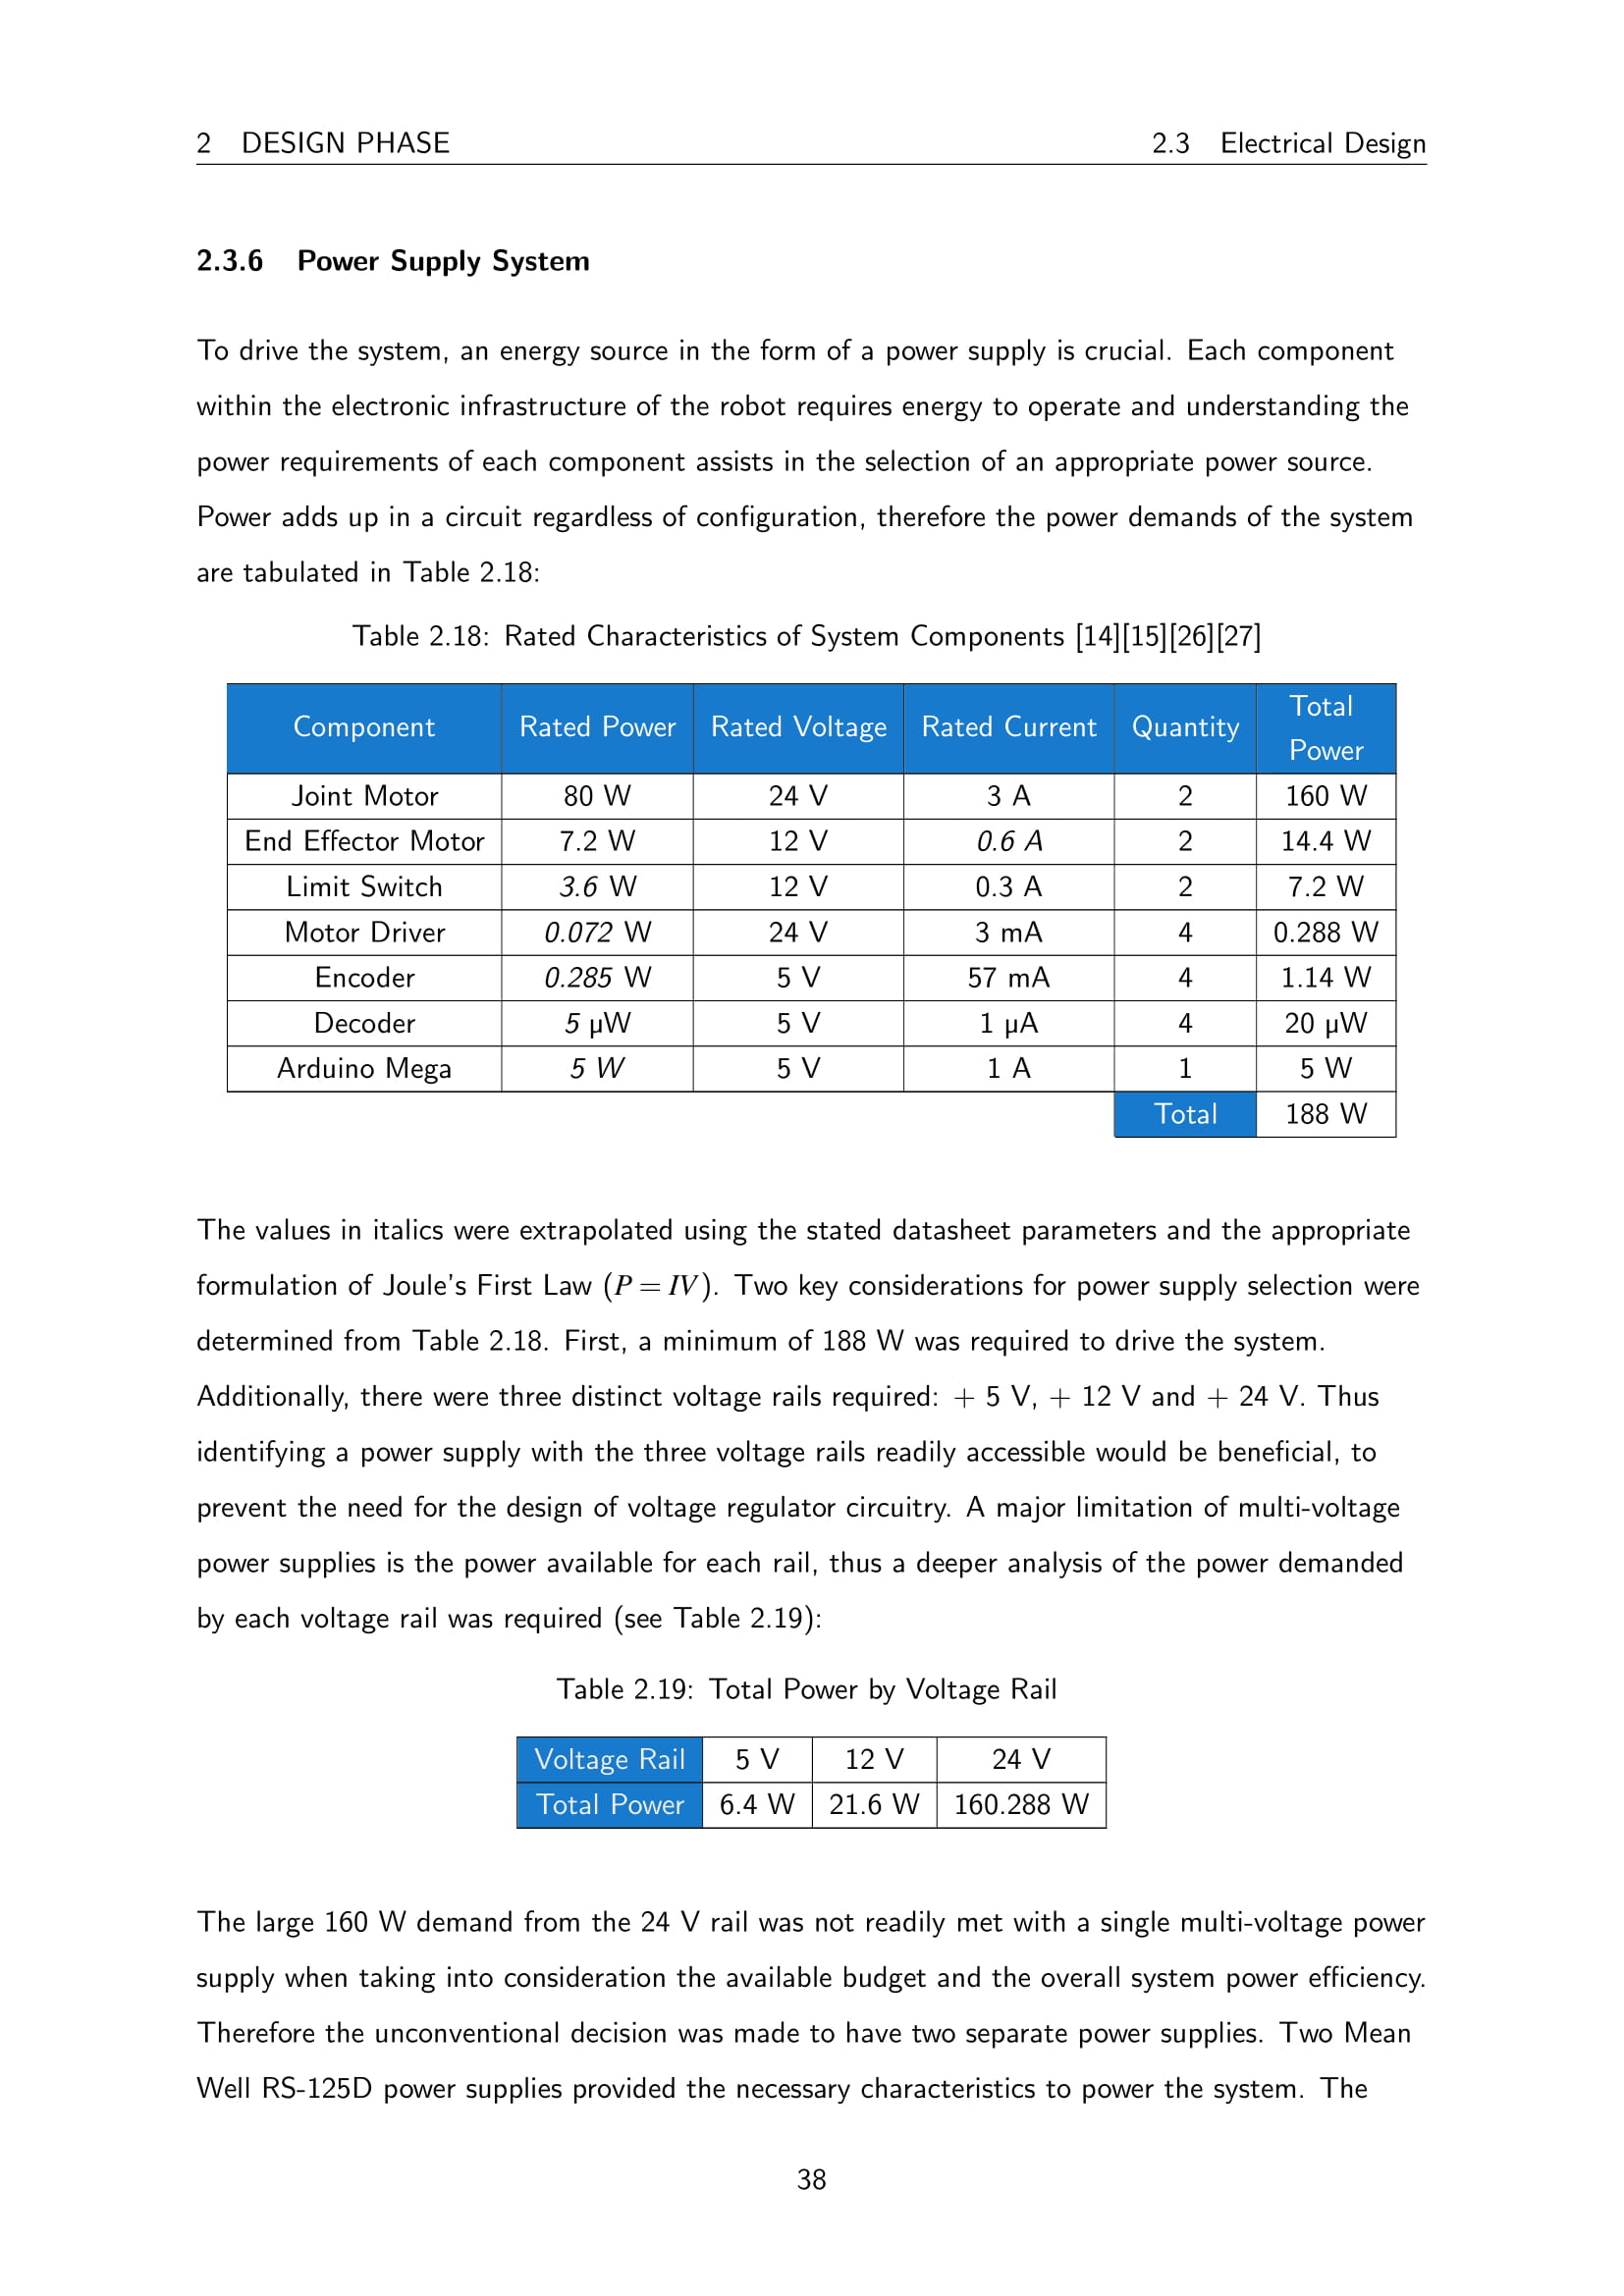 2 DESIGN PHASE 2.3 Electrical Design
2.3.6 Power Supply System
To drive the system, an energy source in the form of a power supply is crucial. Each component
within the electronic infrastructure of the robot requires energy to operate and understanding the
power requirements of each component assists in the selection of an appropriate power source.
Power adds up in a circuit regardless of configuration, therefore the power demands of the system
are tabulated in Table 2.18:
Table 2.18: Rated Characteristics of System Components [14][15][26][27]
Component Rated Power Rated Voltage Rated Current Quantity Total Power
Joint Motor 80 W 24 V 3 A 2 160 W
End Effector Motor 7.2 W 12 V 0.6 A 2 14.4 W
Limit Switch 3.6 W 12 V 0.3 A 2 7.2 W
Motor Driver 0.072 W 24 V 3 mA 4 0.288 W
Encoder 0.285 W 5 V 57 mA 4 1.14 W
Decoder 5 µW 5 V 1 µA 4 20 µW
Arduino Mega 5 W 5 V 1 A 1 5 W
Total 188 W
The values in italics were extrapolated using the stated datasheet parameters and the appropriate
formulation of Joule's First Law (P = IV). Two key considerations for power supply selection were
determined from Table 2.18. First, a minimum of 188 W was required to drive the system.
Additionally, there were three distinct voltage rails required: + 5 V, + 12 V and + 24 V. Thus
identifying a power supply with the three voltage rails readily accessible would be beneficial, to
prevent the need for the design of voltage regulator circuitry. A major limitation of multi-voltage
power supplies is the power available for each rail, thus a deeper analysis of the power demanded
by each voltage rail was required (see Table 2.19):
Table 2.19: Total Power by Voltage Rail
Voltage Rail 5 V 12 V 24 V
Total Power 6.4 W 21.6 W 160.288 W
The large 160 W demand from the 24 V rail was not readily met with a single multi-voltage power
supply when taking into consideration the available budget and the overall system power efficiency.
Therefore the unconventional decision was made to have two separate power supplies. Two Mean
Well RS-125D power supplies provided the necessary characteristics to power the system. The
38